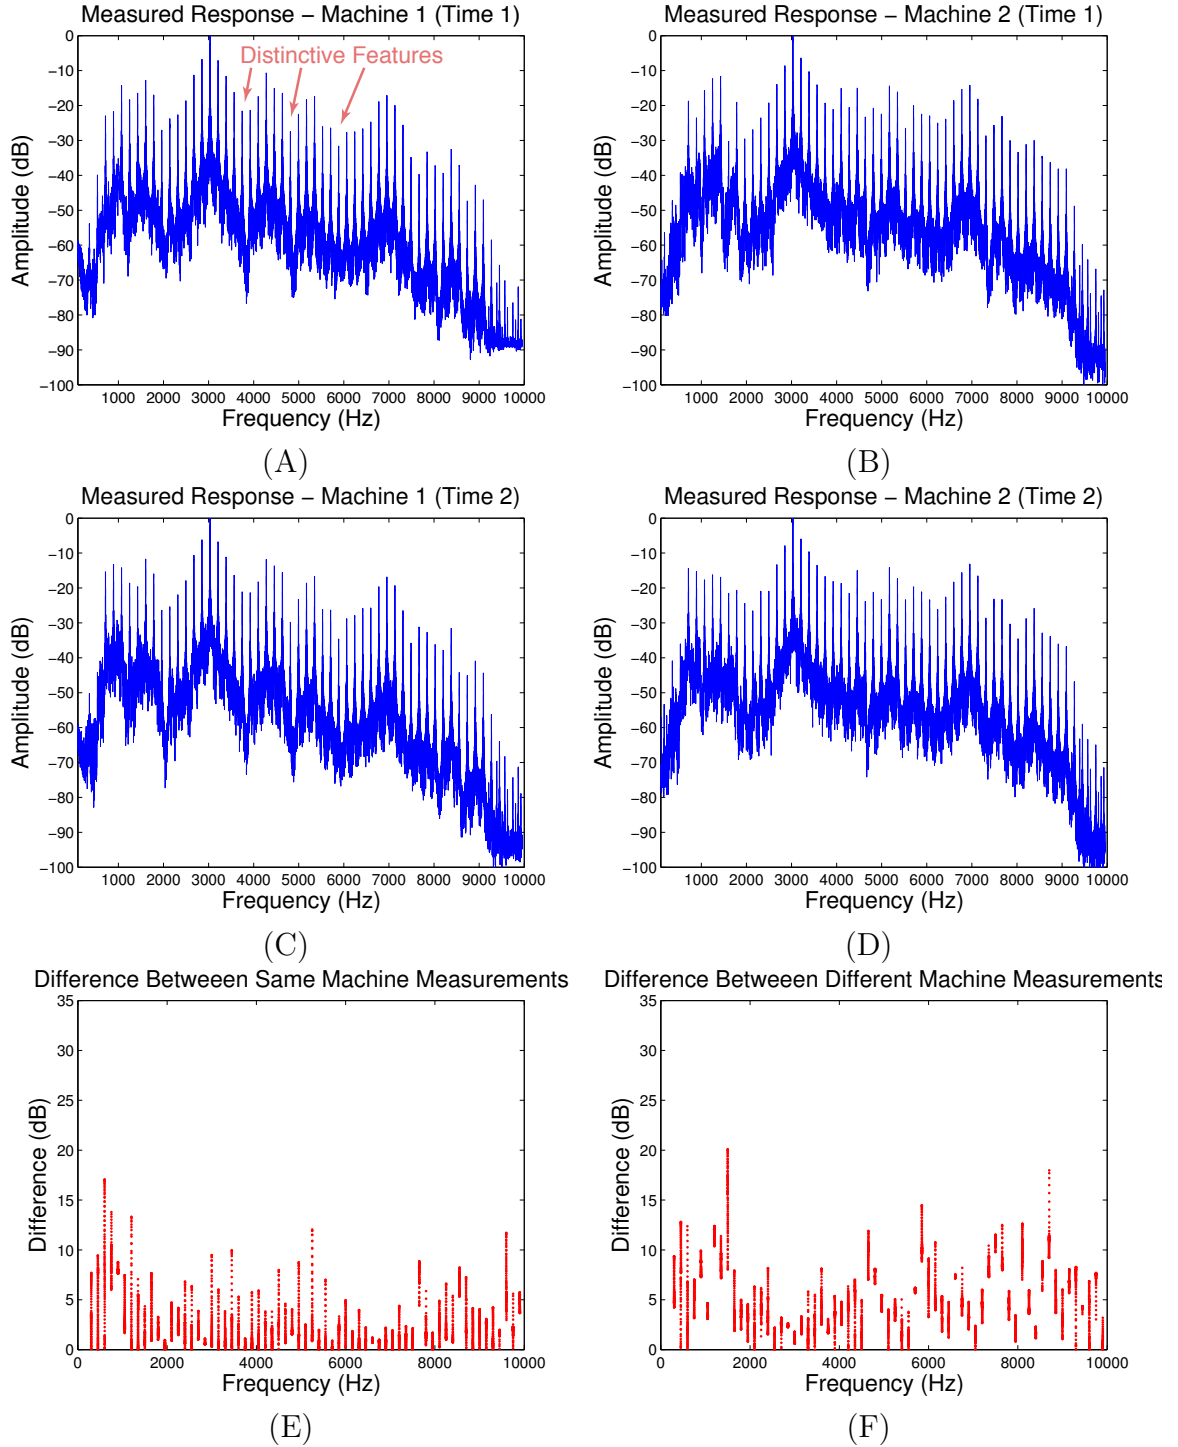 Measured Response – Machine 1 (Time 1)
Distinctive Features
Amplitude (dB)
0
−10
−20
−30
−40
−50
−60
−70
−80
−90
−100
1000 2000 3000 4000 5000 6000 7000 8000 9000 10000
Frequency (Hz)
(A)
Measured Response – Machine 2 (Time 1)
Amplitude (dB)
0
−10
−20
−30
−40
−50
−60
−70
−80
−90
−100
1000 2000 3000 4000 5000 6000 7000 8000 9000 10000
Frequency (Hz)
(B)
Measured Response – Machine 1 (Time 2)
Amplitude (dB)
0
−10
−20
−30
−40
−50
−60
−70
−80
−90
−100
1000 2000 3000 4000 5000 6000 7000 8000 9000 10000
Frequency (Hz)
(C)
Measured Response – Machine 2 (Time 2)
Amplitude (dB)
0
−10
−20
−30
−40
−50
−60
−70
−80
−90
−100
1000 2000 3000 4000 5000 6000 7000 8000 9000 10000
Frequency (Hz)
(D)
Difference Betweeen Same Machine Measurements
Difference (dB)
35
30
25
20
15
10
5
0
0 2000 4000 6000 8000 10000
Frequency (Hz)
(E)
Difference Betweeen Different Machine Measurements
Difference (dB)
35
30
25
20
15
10
5
0
0 2000 4000 6000 8000 10000
Frequency (Hz)
(F)